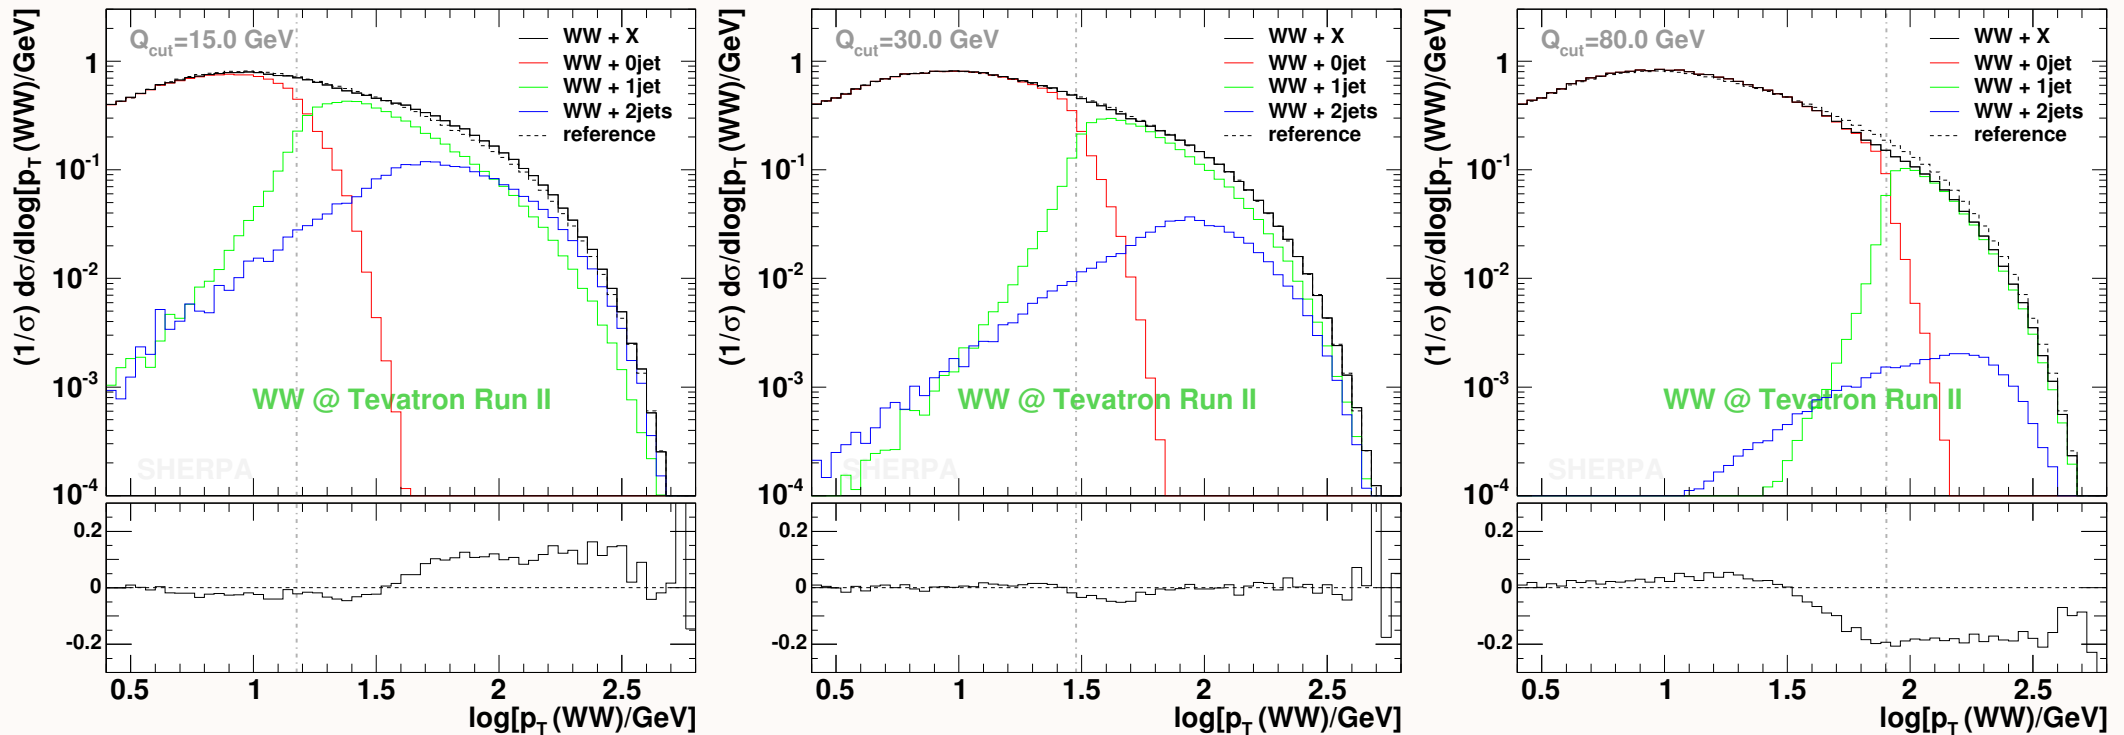 (1/σ) dσ/dlog[p_T (WW)/GeV]
Q_cut=15.0 GeV
WW + X
WW + 0jet
WW + 1jet
WW + 2jets
reference
1
10^-1
10^-2
10^-3
10^-4
WW @ Tevatron Run II
SHERPA
0.2
0
-0.2
0.5
1
1.5
2
2.5
log[p_T (WW)/GeV]
(1/σ) dσ/dlog[p_T (WW)/GeV]
Q_cut=30.0 GeV
WW + X
WW + 0jet
WW + 1jet
WW + 2jets
reference
1
10^-1
10^-2
10^-3
10^-4
WW @ Tevatron Run II
SHERPA
0.2
0
-0.2
0.5
1
1.5
2
2.5
log[p_T (WW)/GeV]
(1/σ) dσ/dlog[p_T (WW)/GeV]
Q_cut=80.0 GeV
WW + X
WW + 0jet
WW + 1jet
WW + 2jets
reference
1
10^-1
10^-2
10^-3
10^-4
WW @ Tevatron Run II
SHERPA
0.2
0
-0.2
0.5
1
1.5
2
2.5
log[p_T (WW)/GeV]